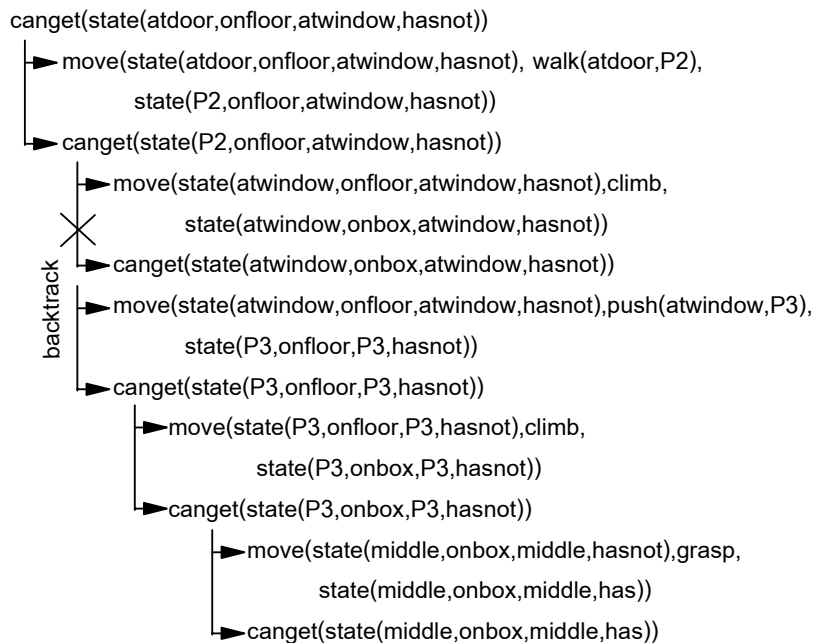 canget(state(atdoor,onfloor,atwindow,hasnot))
move(state(atdoor,onfloor,atwindow,hasnot), walk(atdoor,P2),
state(P2,onfloor,atwindow,hasnot))
canget(state(P2,onfloor,atwindow,hasnot))
move(state(atwindow,onfloor,atwindow,hasnot),climb,
state(atwindow,onbox,atwindow,hasnot))
canget(state(atwindow,onbox,atwindow,hasnot))
backtrack
move(state(atwindow,onfloor,atwindow,hasnot),push(atwindow,P3),
state(P3,onfloor,P3,hasnot))
canget(state(P3,onfloor,P3,hasnot))
move(state(P3,onfloor,P3,hasnot),climb,
state(P3,onbox,P3,hasnot))
canget(state(P3,onbox,P3,hasnot))
move(state(middle,onbox,middle,hasnot),grasp,
state(middle,onbox,middle,has))
canget(state(middle,onbox,middle,has))